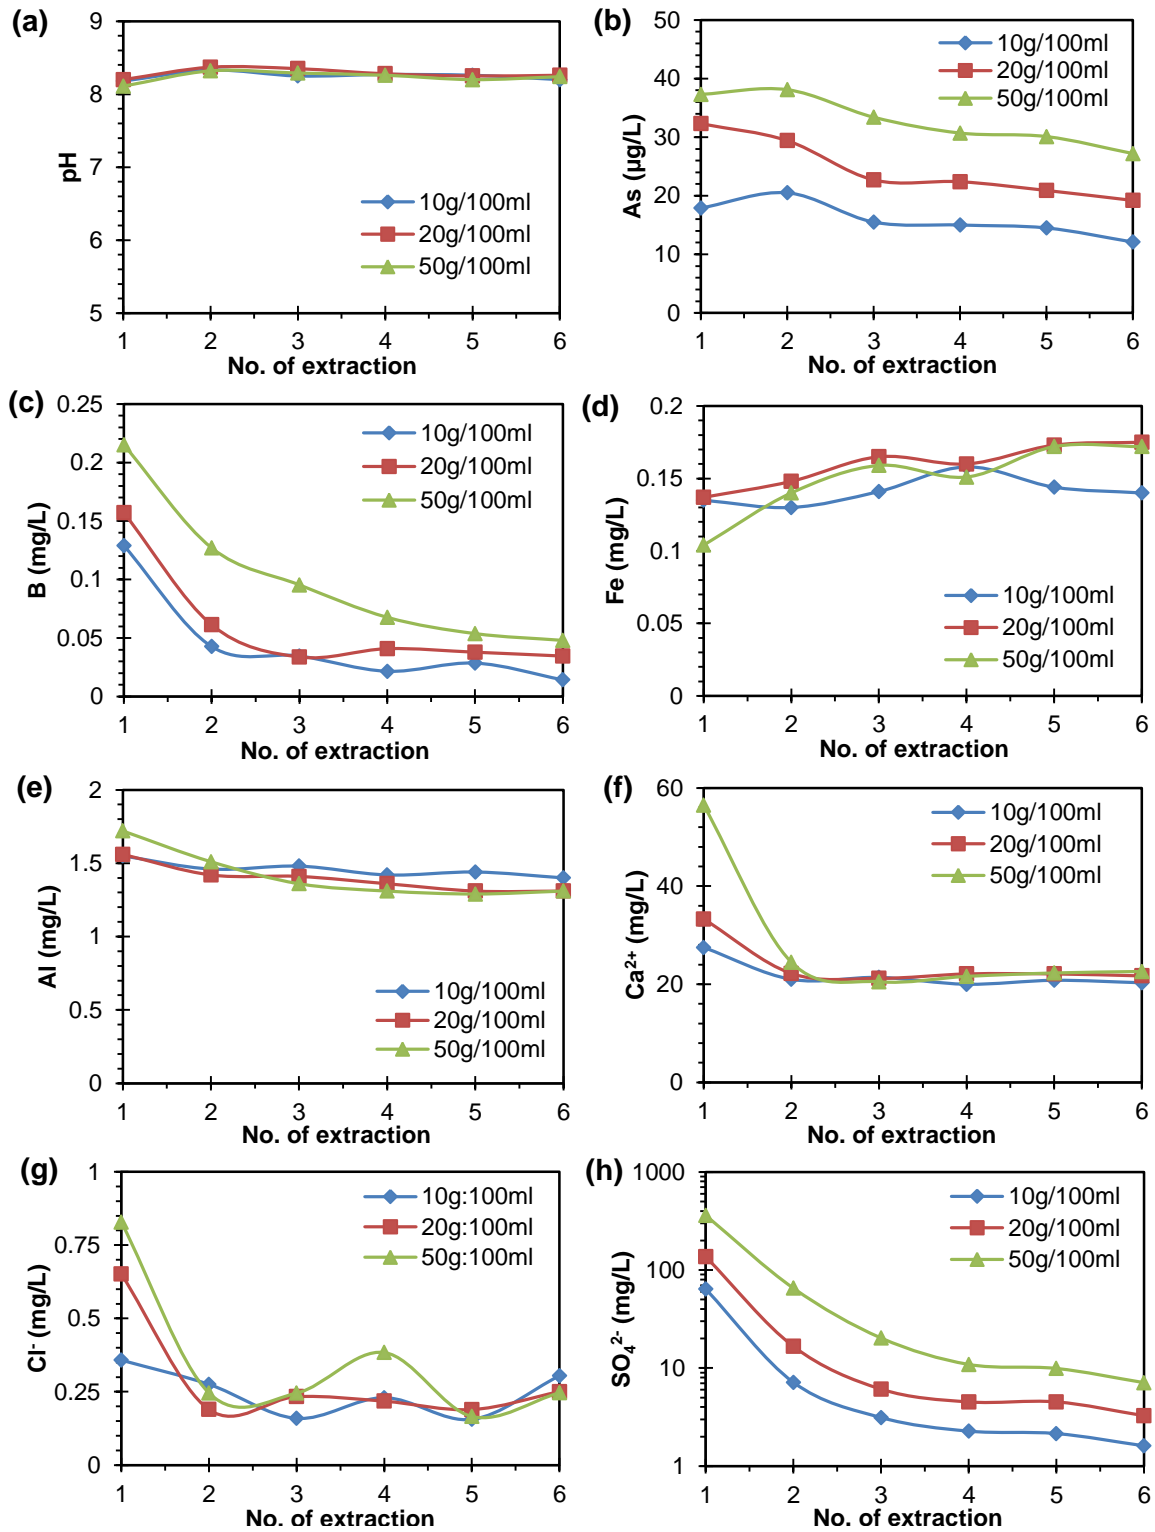 (a)
9
8
7
6
5
pH
10g/100ml
20g/100ml
50g/100ml
1 2 3 4 5 6
No. of extraction
(b)
50
40
30
20
10
0
As (µg/L)
10g/100ml
20g/100ml
50g/100ml
1 2 3 4 5 6
No. of extraction
(c)
0.25
0.2
0.15
0.1
0.05
0
B (mg/L)
10g/100ml
20g/100ml
50g/100ml
1 2 3 4 5 6
No. of extraction
(d)
0.2
0.15
0.1
0.05
0
Fe (mg/L)
10g/100ml
20g/100ml
50g/100ml
1 2 3 4 5 6
No. of extraction
(e)
2
1.5
1
0.5
0
Al (mg/L)
10g/100ml
20g/100ml
50g/100ml
1 2 3 4 5 6
No. of extraction
(f)
60
40
20
0
Ca²⁺ (mg/L)
10g/100ml
20g/100ml
50g/100ml
1 2 3 4 5 6
No. of extraction
(g)
1
0.75
0.5
0.25
0
Cl⁻ (mg/L)
10g:100ml
20g:100ml
50g:100ml
1 2 3 4 5 6
No. of extraction
(h)
1000
100
10
1
SO₄²⁻ (mg/L)
10g/100ml
20g/100ml
50g/100ml
1 2 3 4 5 6
No. of extraction